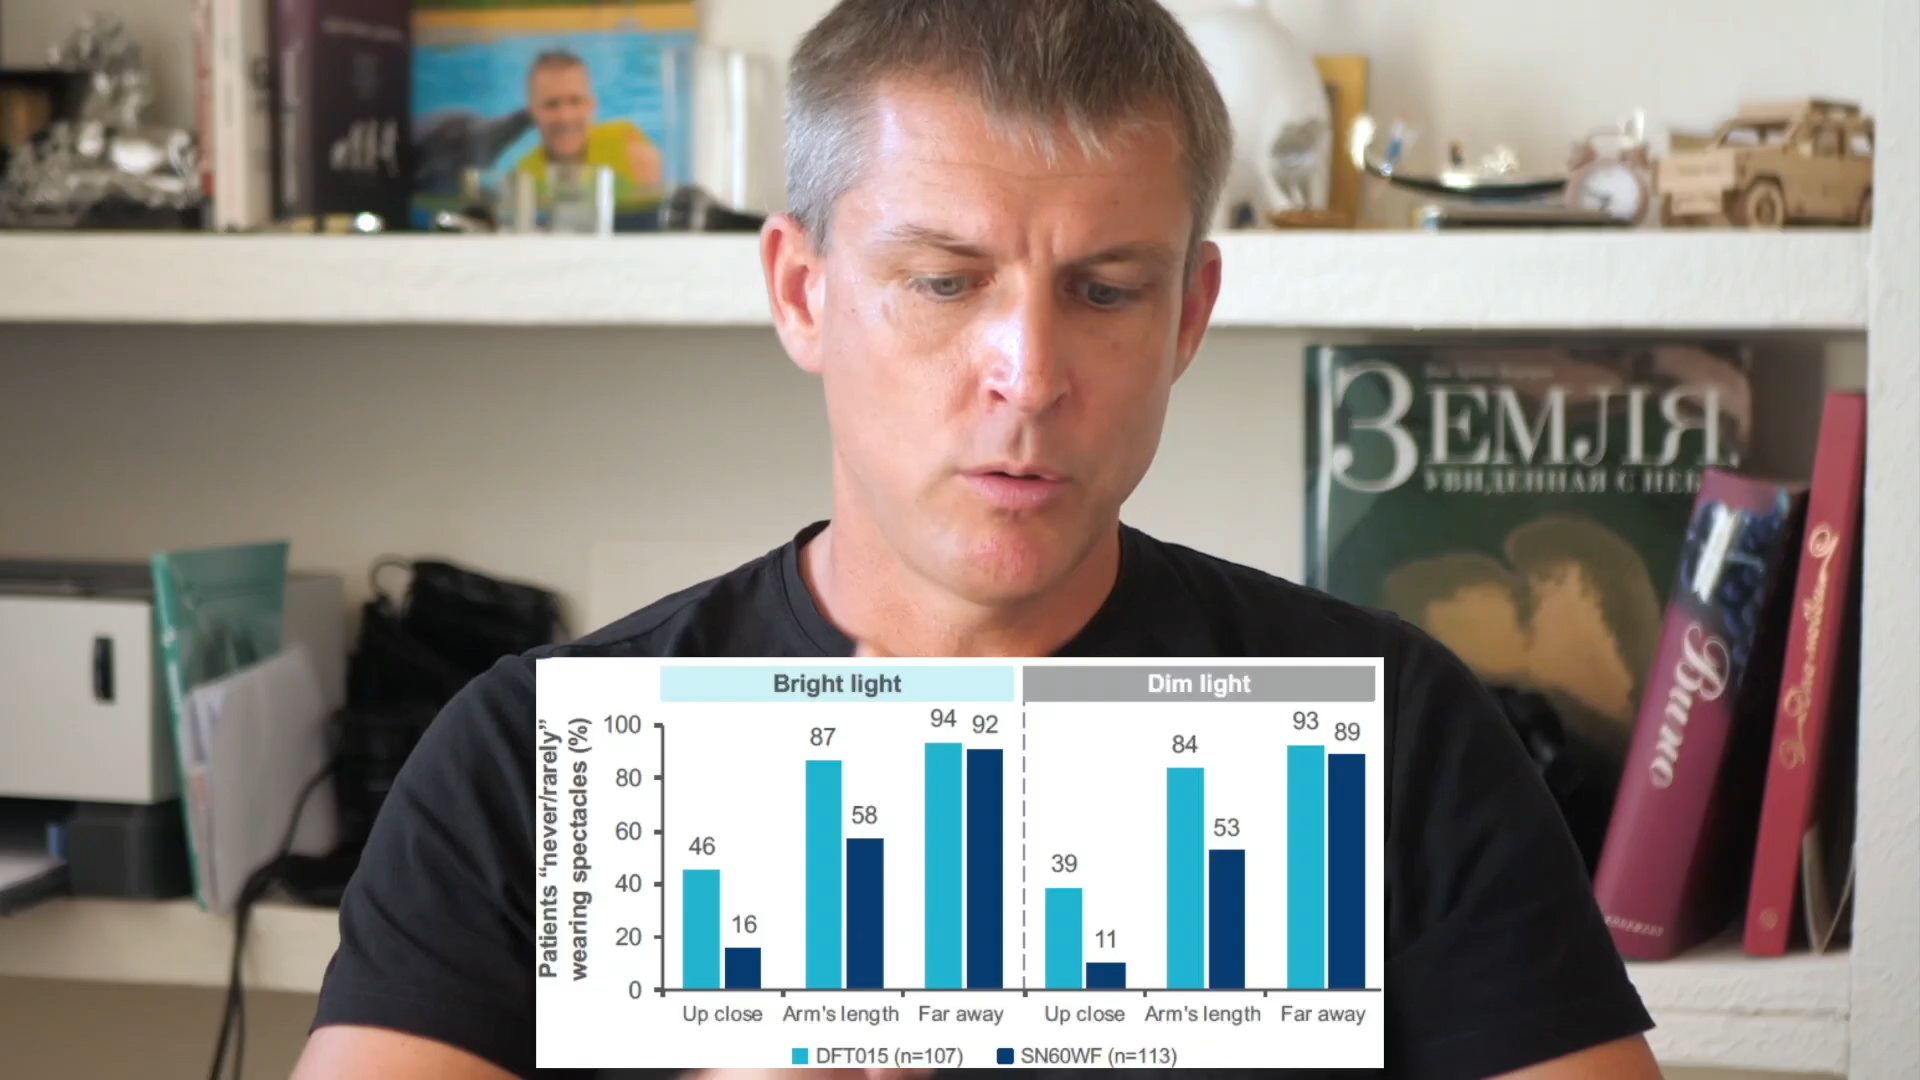 ЗЕМЛЯ,
УВИДЕННАЯ С НЕБ
Вино
Bright light
Dim light
Patients “never/rarely”
wearing spectacles (%)
100
80
60
40
20
0
46
16
87
58
94
92
39
11
84
53
93
89
Up close
Arm's length
Far away
Up close
Arm's length
Far away
DFT015 (n=107)
SN60WF (n=113)